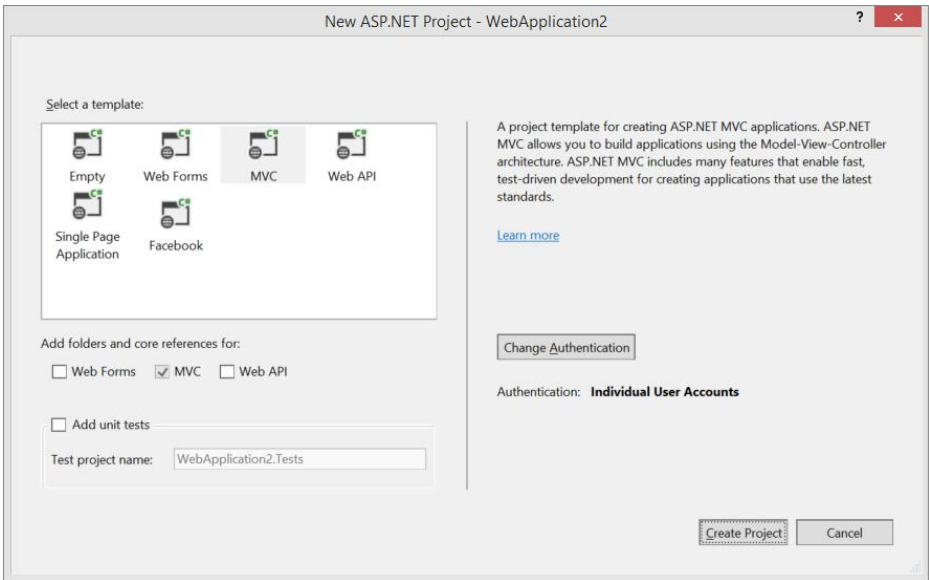 New ASP.NET Project - WebApplication2
? ×
Select a template:
C# C# C# C#
Empty Web Forms MVC Web API
C# C#
Single Page
Application
Facebook
A project template for creating ASP.NET MVC applications. ASP.NET
MVC allows you to build applications using the Model-View-Controller
architecture. ASP.NET MVC includes many features that enable fast,
test-driven development for creating applications that use the latest
standards.
Learn more
Add folders and core references for:
Web Forms MVC Web API
Add unit tests
Test project name: WebApplication2.Tests
Change Authentication
Authentication: Individual User Accounts
Create Project Cancel